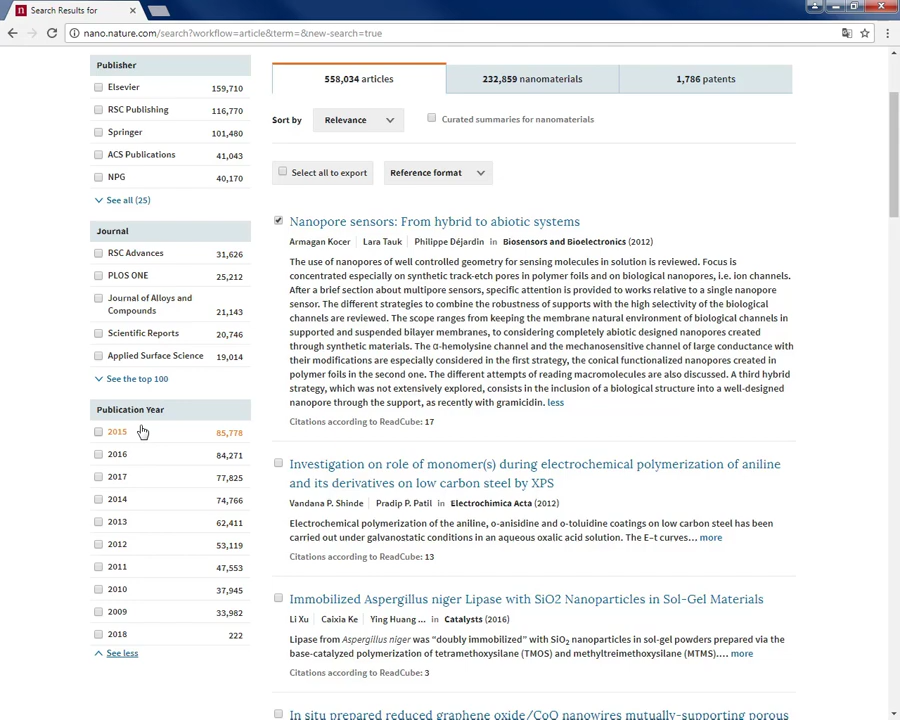 n Search Results for ×
nano.nature.com/search?workflow=article&term=&new-search=true
Publisher
Elsevier 159,710
RSC Publishing 116,770
Springer 101,480
ACS Publications 41,043
NPG 40,170
See all (25)
Journal
RSC Advances 31,626
PLOS ONE 25,212
Journal of Alloys and
Compounds 21,143
Scientific Reports 20,746
Applied Surface Science 19,014
See the top 100
Publication Year
2015 85,778
2016 84,271
2017 77,825
2014 74,766
2013 62,411
2012 53,119
2011 47,553
2010 37,945
2009 33,982
2018 222
See less
558,034 articles 232,859 nanomaterials 1,786 patents
Sort by Relevance Curated summaries for nanomaterials
Select all to export Reference format
Nanopore sensors: From hybrid to abiotic systems
Armagan Kocer | Lara Tauk | Philippe Déjardin in Biosensors and Bioelectronics (2012)
The use of nanopores of well controlled geometry for sensing molecules in solution is reviewed. Focus is
concentrated especially on synthetic track-etch pores in polymer foils and on biological nanopores, i.e. ion channels.
After a brief section about multipore sensors, specific attention is provided to works relative to a single nanopore
sensor. The different strategies to combine the robustness of supports with the high selectivity of the biological
channels are reviewed. The scope ranges from keeping the membrane natural environment of biological channels in
supported and suspended bilayer membranes, to considering completely abiotic designed nanopores created
through synthetic materials. The α-hemolysine channel and the mechanosensitive channel of large conductance with
their modifications are especially considered in the first strategy, the conical functionalized nanopores created in
polymer foils in the second one. The different attempts of reading macromolecules are also discussed. A third hybrid
strategy, which was not extensively explored, consists in the inclusion of a biological structure into a well-designed
nanopore through the support, as recently with gramicidin. less
Citations according to ReadCube: 17
Investigation on role of monomer(s) during electrochemical polymerization of aniline
and its derivatives on low carbon steel by XPS
Vandana P. Shinde | Pradip P. Patil in Electrochimica Acta (2012)
Electrochemical polymerization of the aniline, o-anisidine and o-toluidine coatings on low carbon steel has been
carried out under galvanostatic conditions in an aqueous oxalic acid solution. The E–t curves... more
Citations according to ReadCube: 13
Immobilized Aspergillus niger Lipase with SiO2 Nanoparticles in Sol-Gel Materials
Li Xu | Caixia Ke | Ying Huang ... in Catalysts (2016)
Lipase from Aspergillus niger was “doubly immobilized” with SiO2 nanoparticles in sol-gel powders prepared via the
base-catalyzed polymerization of tetramethoxysilane (TMOS) and methyltreimethoxysilane (MTMS).... more
Citations according to ReadCube: 3
In situ prepared reduced graphene oxide/CoO nanowires mutually-supporting porous